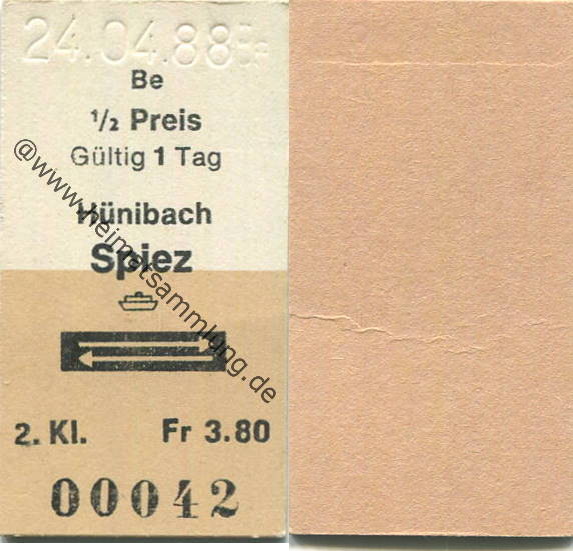 24.04.88
Be
½ Preis
Gültig 1 Tag
Hünibach
Spiez
2. Kl. Fr 3.80
00042
@www.heimatsammlung.de